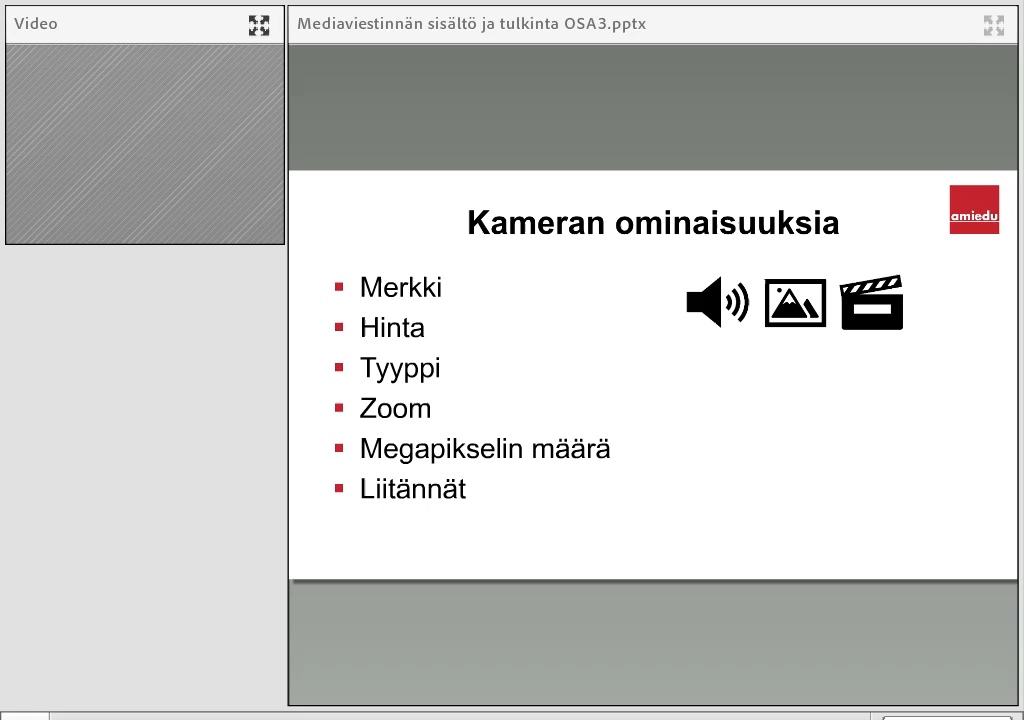 Video
Mediaviestinnän sisältö ja tulkinta OSA3.pptx
amiedu
Kameran ominaisuuksia
Merkki
Hinta
Tyyppi
Zoom
Megapikselin määrä
Liitännät